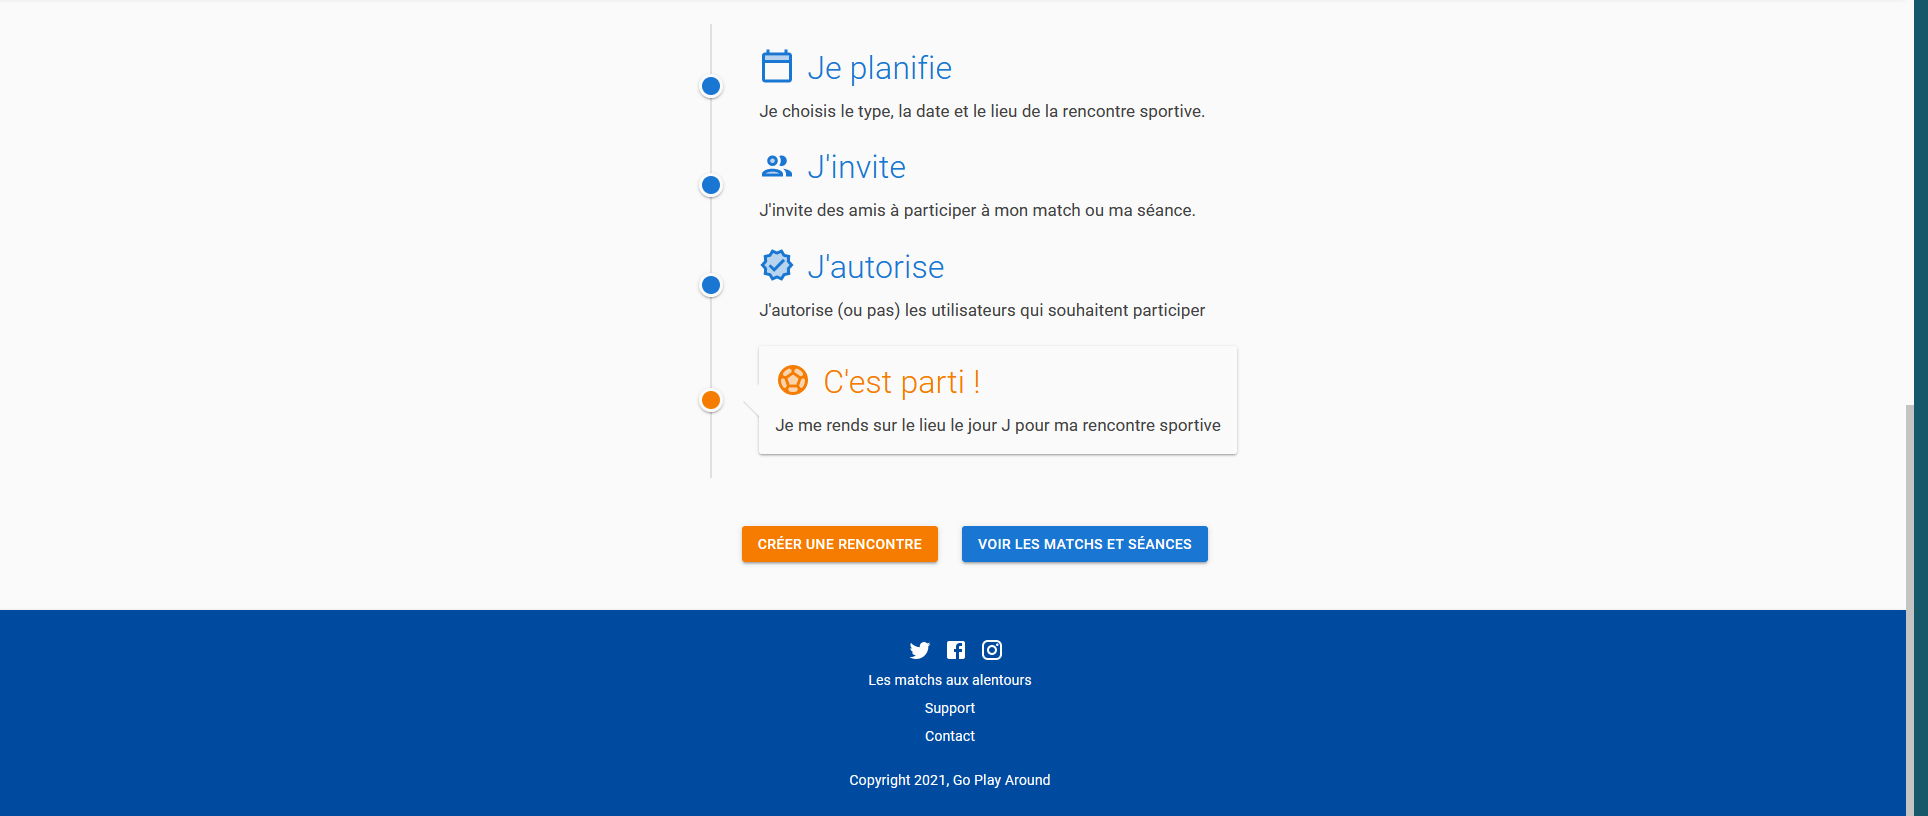 Je planifie
Je choisis le type, la date et le lieu de la rencontre sportive.
J'invite
J'invite des amis à participer à mon match ou ma séance.
J'autorise
J'autorise (ou pas) les utilisateurs qui souhaitent participer
C'est parti !
Je me rends sur le lieu le jour J pour ma rencontre sportive
CRÉER UNE RENCONTRE
VOIR LES MATCHS ET SÉANCES
Les matchs aux alentours
Support
Contact
Copyright 2021, Go Play Around